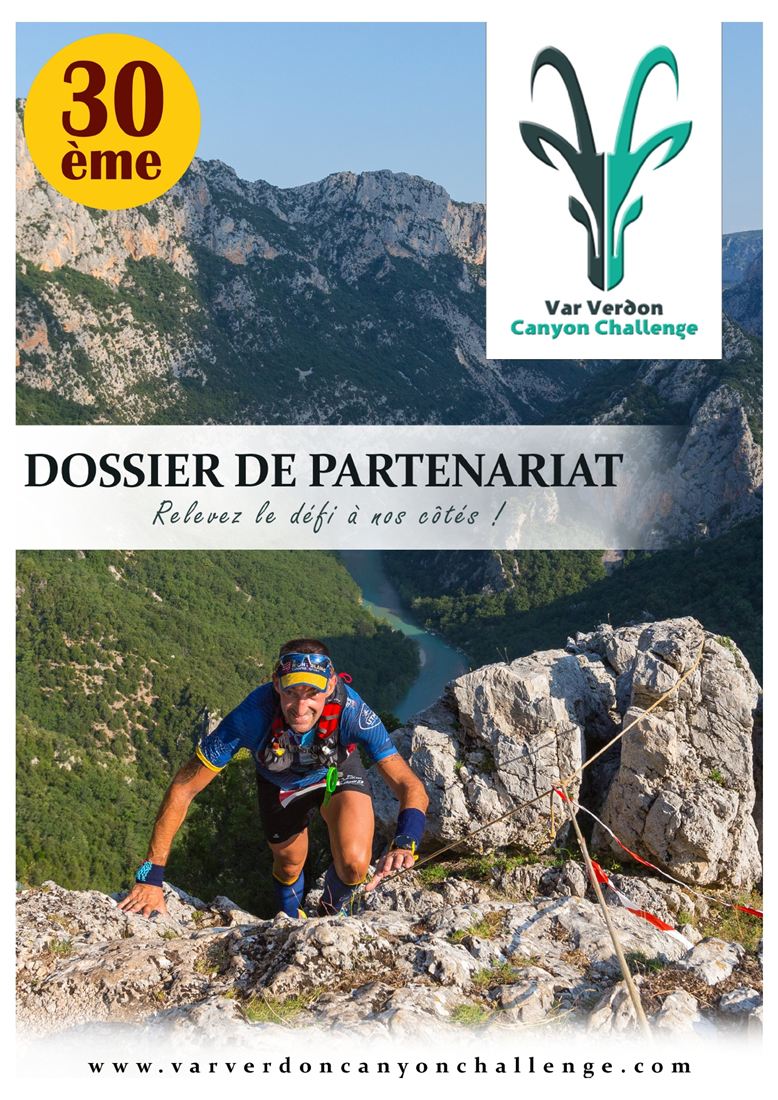 30
ème
Var Verdon
Canyon Challenge
DOSSIER DE PARTENARIAT
Relevez le défi à nos côtés !
www.varverdoncanyonchallenge.com